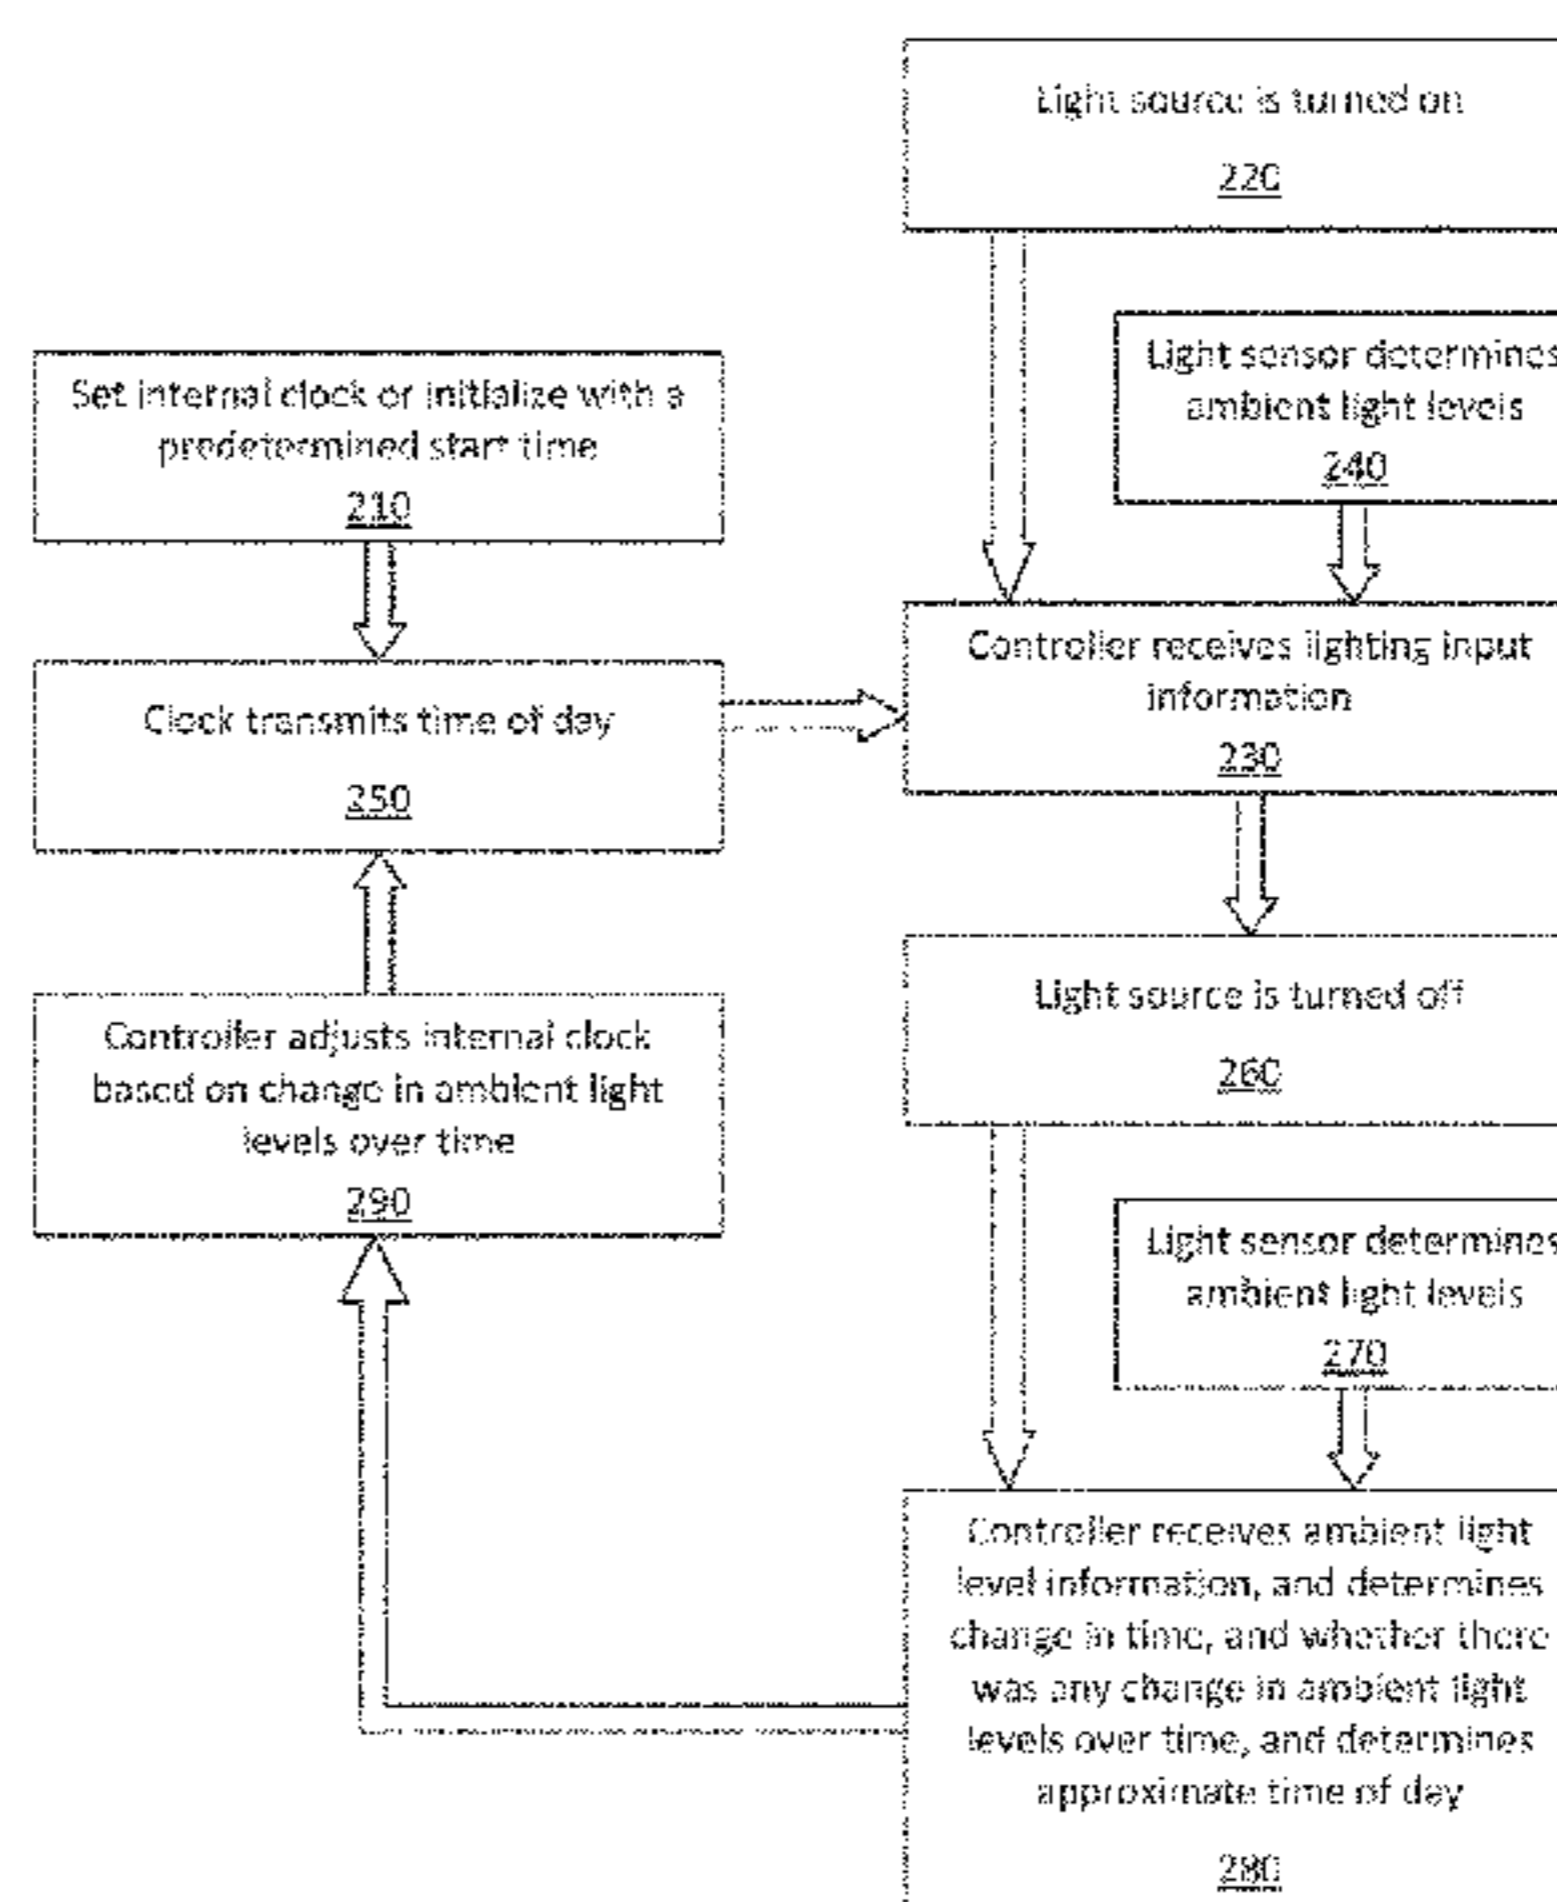 Light source is turned on
220
Light sensor determines
ambient light levels
240
Set internal clock or initialize with a
predetermined start time
210
Controller receives lighting input
information
230
Clock transmits time of day
250
Light source is turned off
260
Controller adjusts internal clock
based on change in ambient light
levels over time
290
Light sensor determines
ambient light levels
270
Controller receives ambient light
level information, and determines
change in time, and whether there
was any change in ambient light
levels over time, and determines
approximate time of day
280